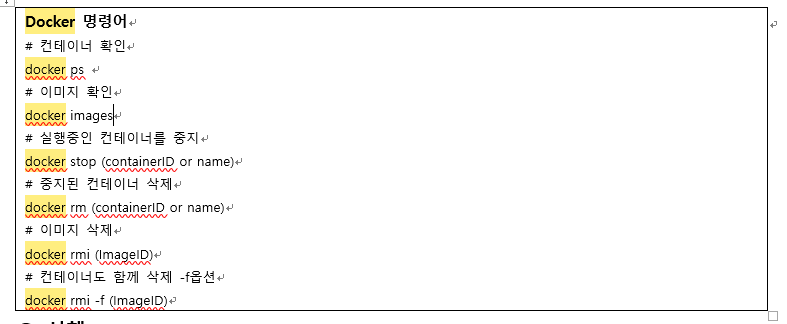 Docker 명령어
# 컨테이너 확인
docker ps
# 이미지 확인
docker images
# 실행중인 컨테이너를 중지
docker stop (containerID or name)
# 중지된 컨테이너 삭제
docker rm (containerID or name)
# 이미지 삭제
docker rmi (ImageID)
# 컨테이너도 함께 삭제 -f옵션
docker rmi -f (ImageID)